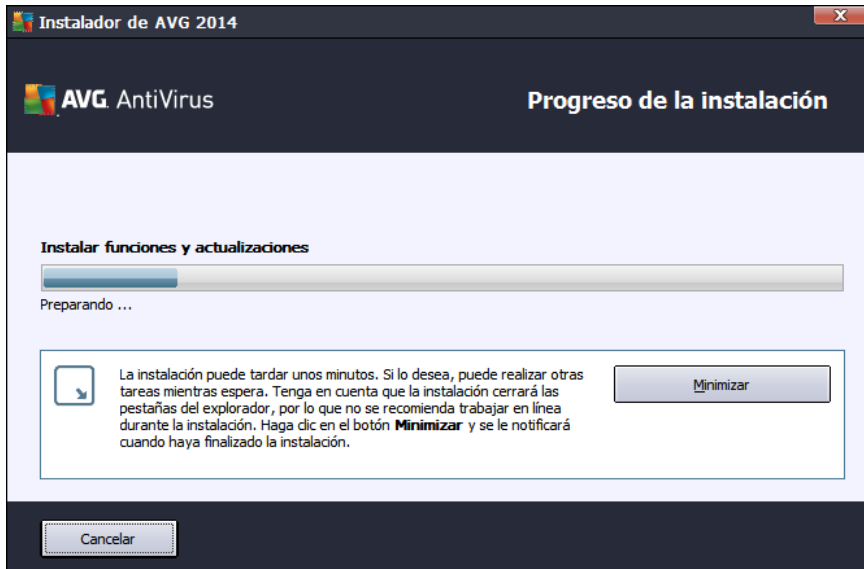 Instalador de AVG 2014
AVG. AntiVirus
Progreso de la instalación
Instalar funciones y actualizaciones
Preparando ...
La instalación puede tardar unos minutos. Si lo desea, puede realizar otras
tareas mientras espera. Tenga en cuenta que la instalación cerrará las
pestañas del explorador, por lo que no se recomienda trabajar en línea
durante la instalación. Haga clic en el botón Minimizar y se le notificará
cuando haya finalizado la instalación.
Minimizar
Cancelar